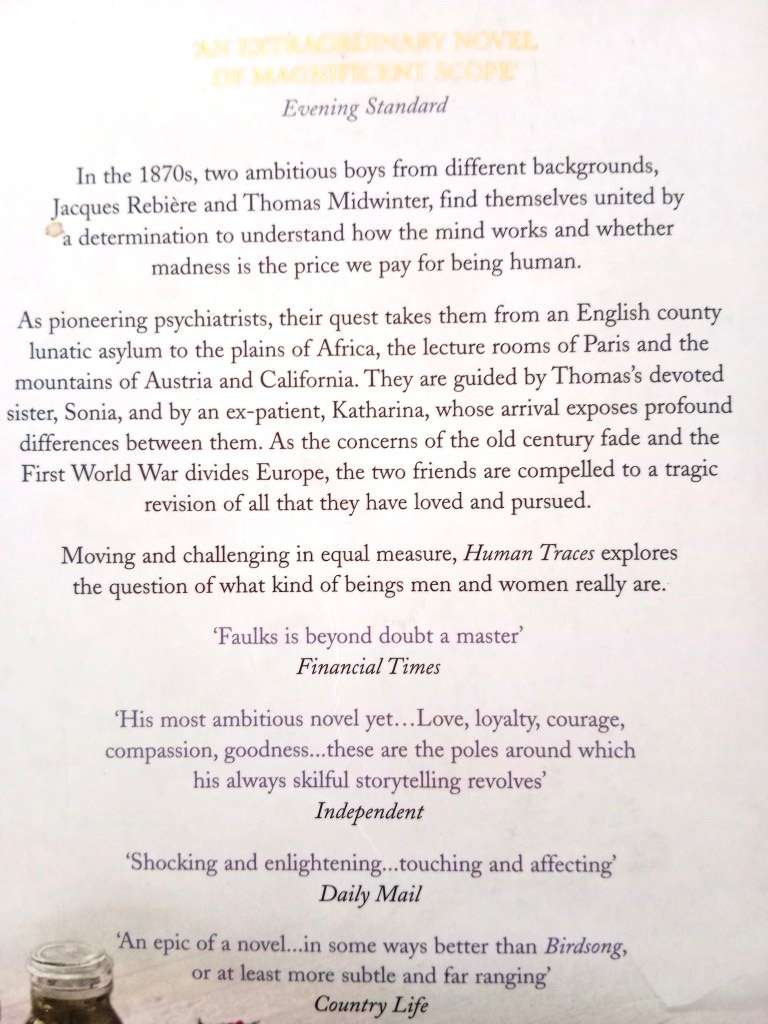 'AN EXTRAORDINARY NOVEL
OF MAGNIFICENT SCOPE'
Evening Standard
In the 1870s, two ambitious boys from different backgrounds,
Jacques Rebière and Thomas Midwinter, find themselves united by
a determination to understand how the mind works and whether
madness is the price we pay for being human.
As pioneering psychiatrists, their quest takes them from an English county
lunatic asylum to the plains of Africa, the lecture rooms of Paris and the
mountains of Austria and California. They are guided by Thomas's devoted
sister, Sonia, and by an ex-patient, Katharina, whose arrival exposes profound
differences between them. As the concerns of the old century fade and the
First World War divides Europe, the two friends are compelled to a tragic
revision of all that they have loved and pursued.
Moving and challenging in equal measure, Human Traces explores
the question of what kind of beings men and women really are.
'Faulks is beyond doubt a master'
Financial Times
'His most ambitious novel yet…Love, loyalty, courage,
compassion, goodness...these are the poles around which
his always skilful storytelling revolves'
Independent
'Shocking and enlightening...touching and affecting'
Daily Mail
'An epic of a novel...in some ways better than Birdsong,
or at least more subtle and far ranging'
Country Life